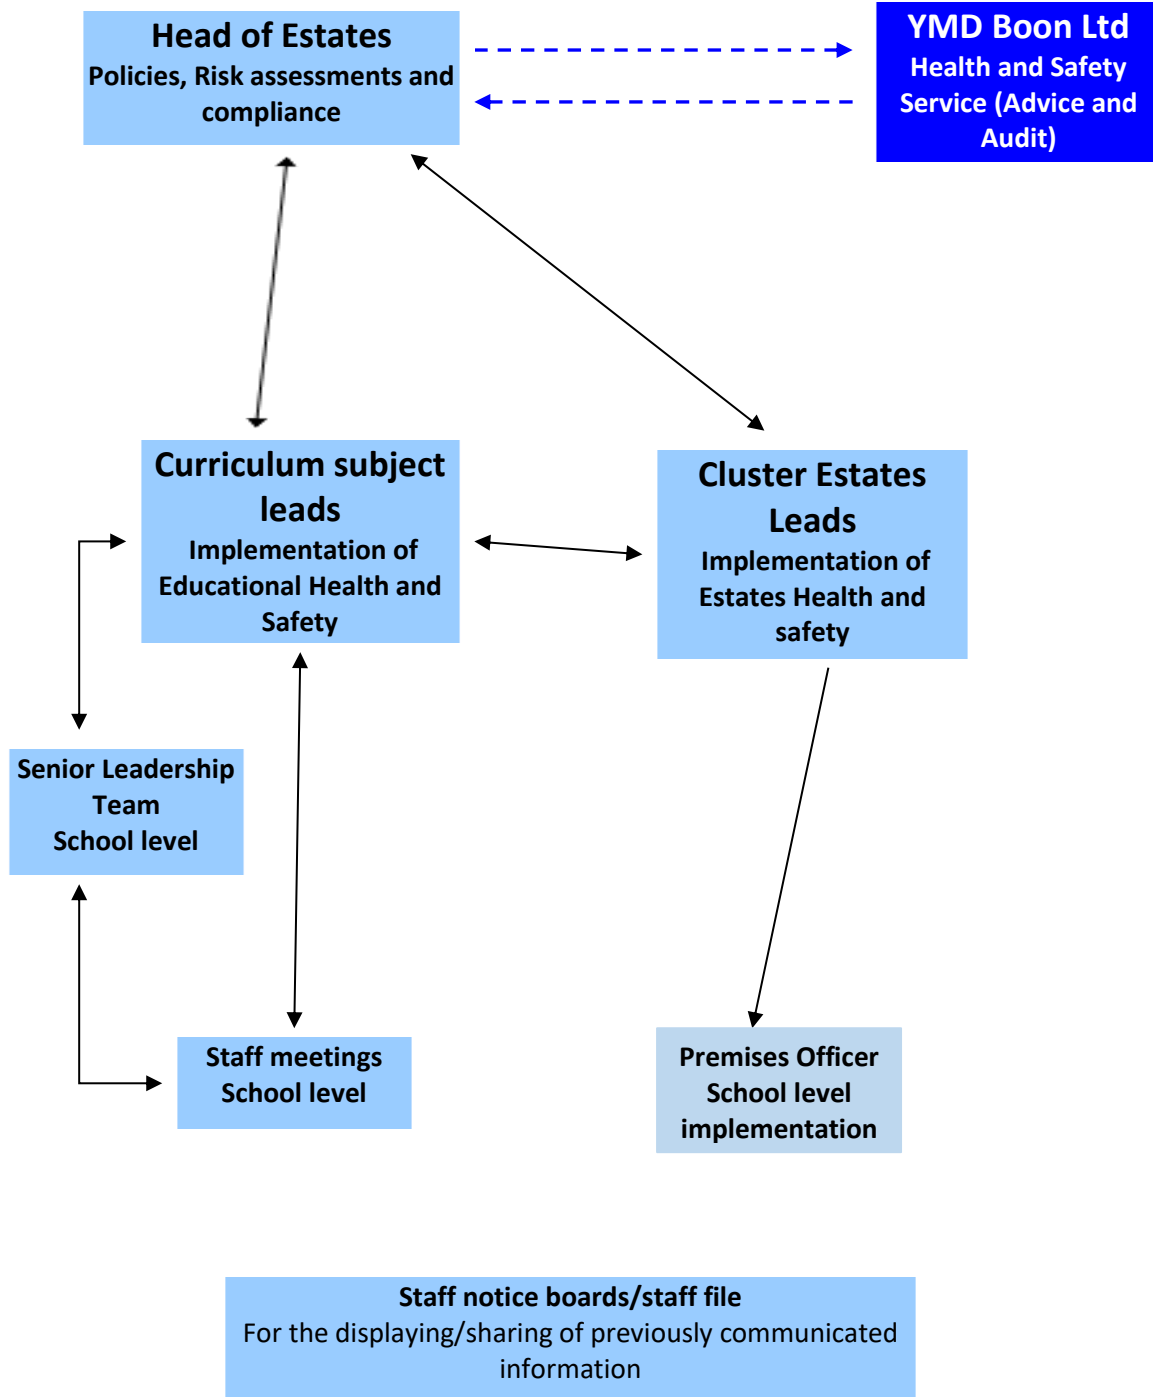 Head of Estates
Policies, Risk assessments and
compliance
YMD Boon Ltd
Health and Safety
Service (Advice and
Audit)
Curriculum subject
leads
Implementation of
Educational Health and
Safety
Cluster Estates
Leads
Implementation of
Estates Health and
safety
Senior Leadership
Team
School level
Staff meetings
School level
Premises Officer
School level
implementation
Staff notice boards/staff file
For the displaying/sharing of previously communicated
information